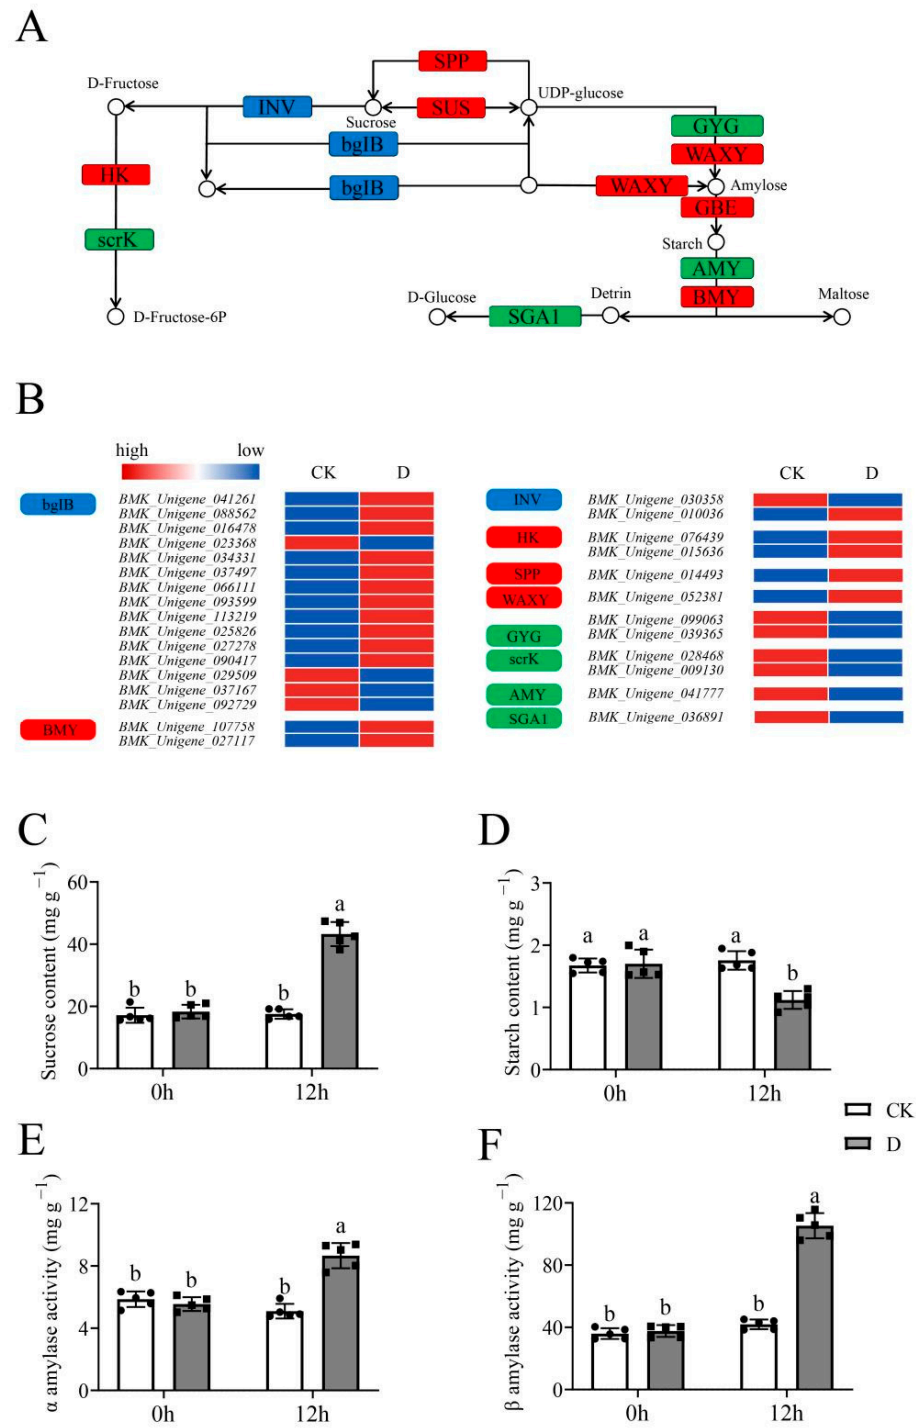 A
SPP
D-Fructose
INV
SUS
UDP-glucose
Sucrose
GYG
bgIB
WAXY
HK
bgIB
WAXY
Amylose
GBE
scrK
Starch
AMY
D-Glucose
Detrin
BMY
Maltose
D-Fructose-6P
SGA1
B
high low
CK D
bgIB
BMK_Unigene_041261
BMK_Unigene_088562
BMK_Unigene_016478
BMK_Unigene_023368
BMK_Unigene_034331
BMK_Unigene_037497
BMK_Unigene_066111
BMK_Unigene_093599
BMK_Unigene_113219
BMK_Unigene_025826
BMK_Unigene_027278
BMK_Unigene_090417
BMK_Unigene_029509
BMK_Unigene_037167
BMK_Unigene_092729
BMY
BMK_Unigene_107758
BMK_Unigene_027117
CK D
INV
BMK_Unigene_030358
BMK_Unigene_010036
HK
BMK_Unigene_076439
BMK_Unigene_015636
SPP
BMK_Unigene_014493
WAXY
BMK_Unigene_052381
GYG
BMK_Unigene_099063
BMK_Unigene_039365
scrK
BMK_Unigene_028468
BMK_Unigene_009130
AMY
BMK_Unigene_041777
SGA1
BMK_Unigene_036891
C
Sucrose content (mg g⁻¹)
60
40
20
0
b b b a
0h 12h
D
Starch content (mg g⁻¹)
3
2
1
0
a a a b
0h 12h
CK
D
E
α amylase activity (mg g⁻¹)
12
8
4
0
b b b a
0h 12h
F
β amylase activity (mg g⁻¹)
120
80
40
0
b b b a
0h 12h